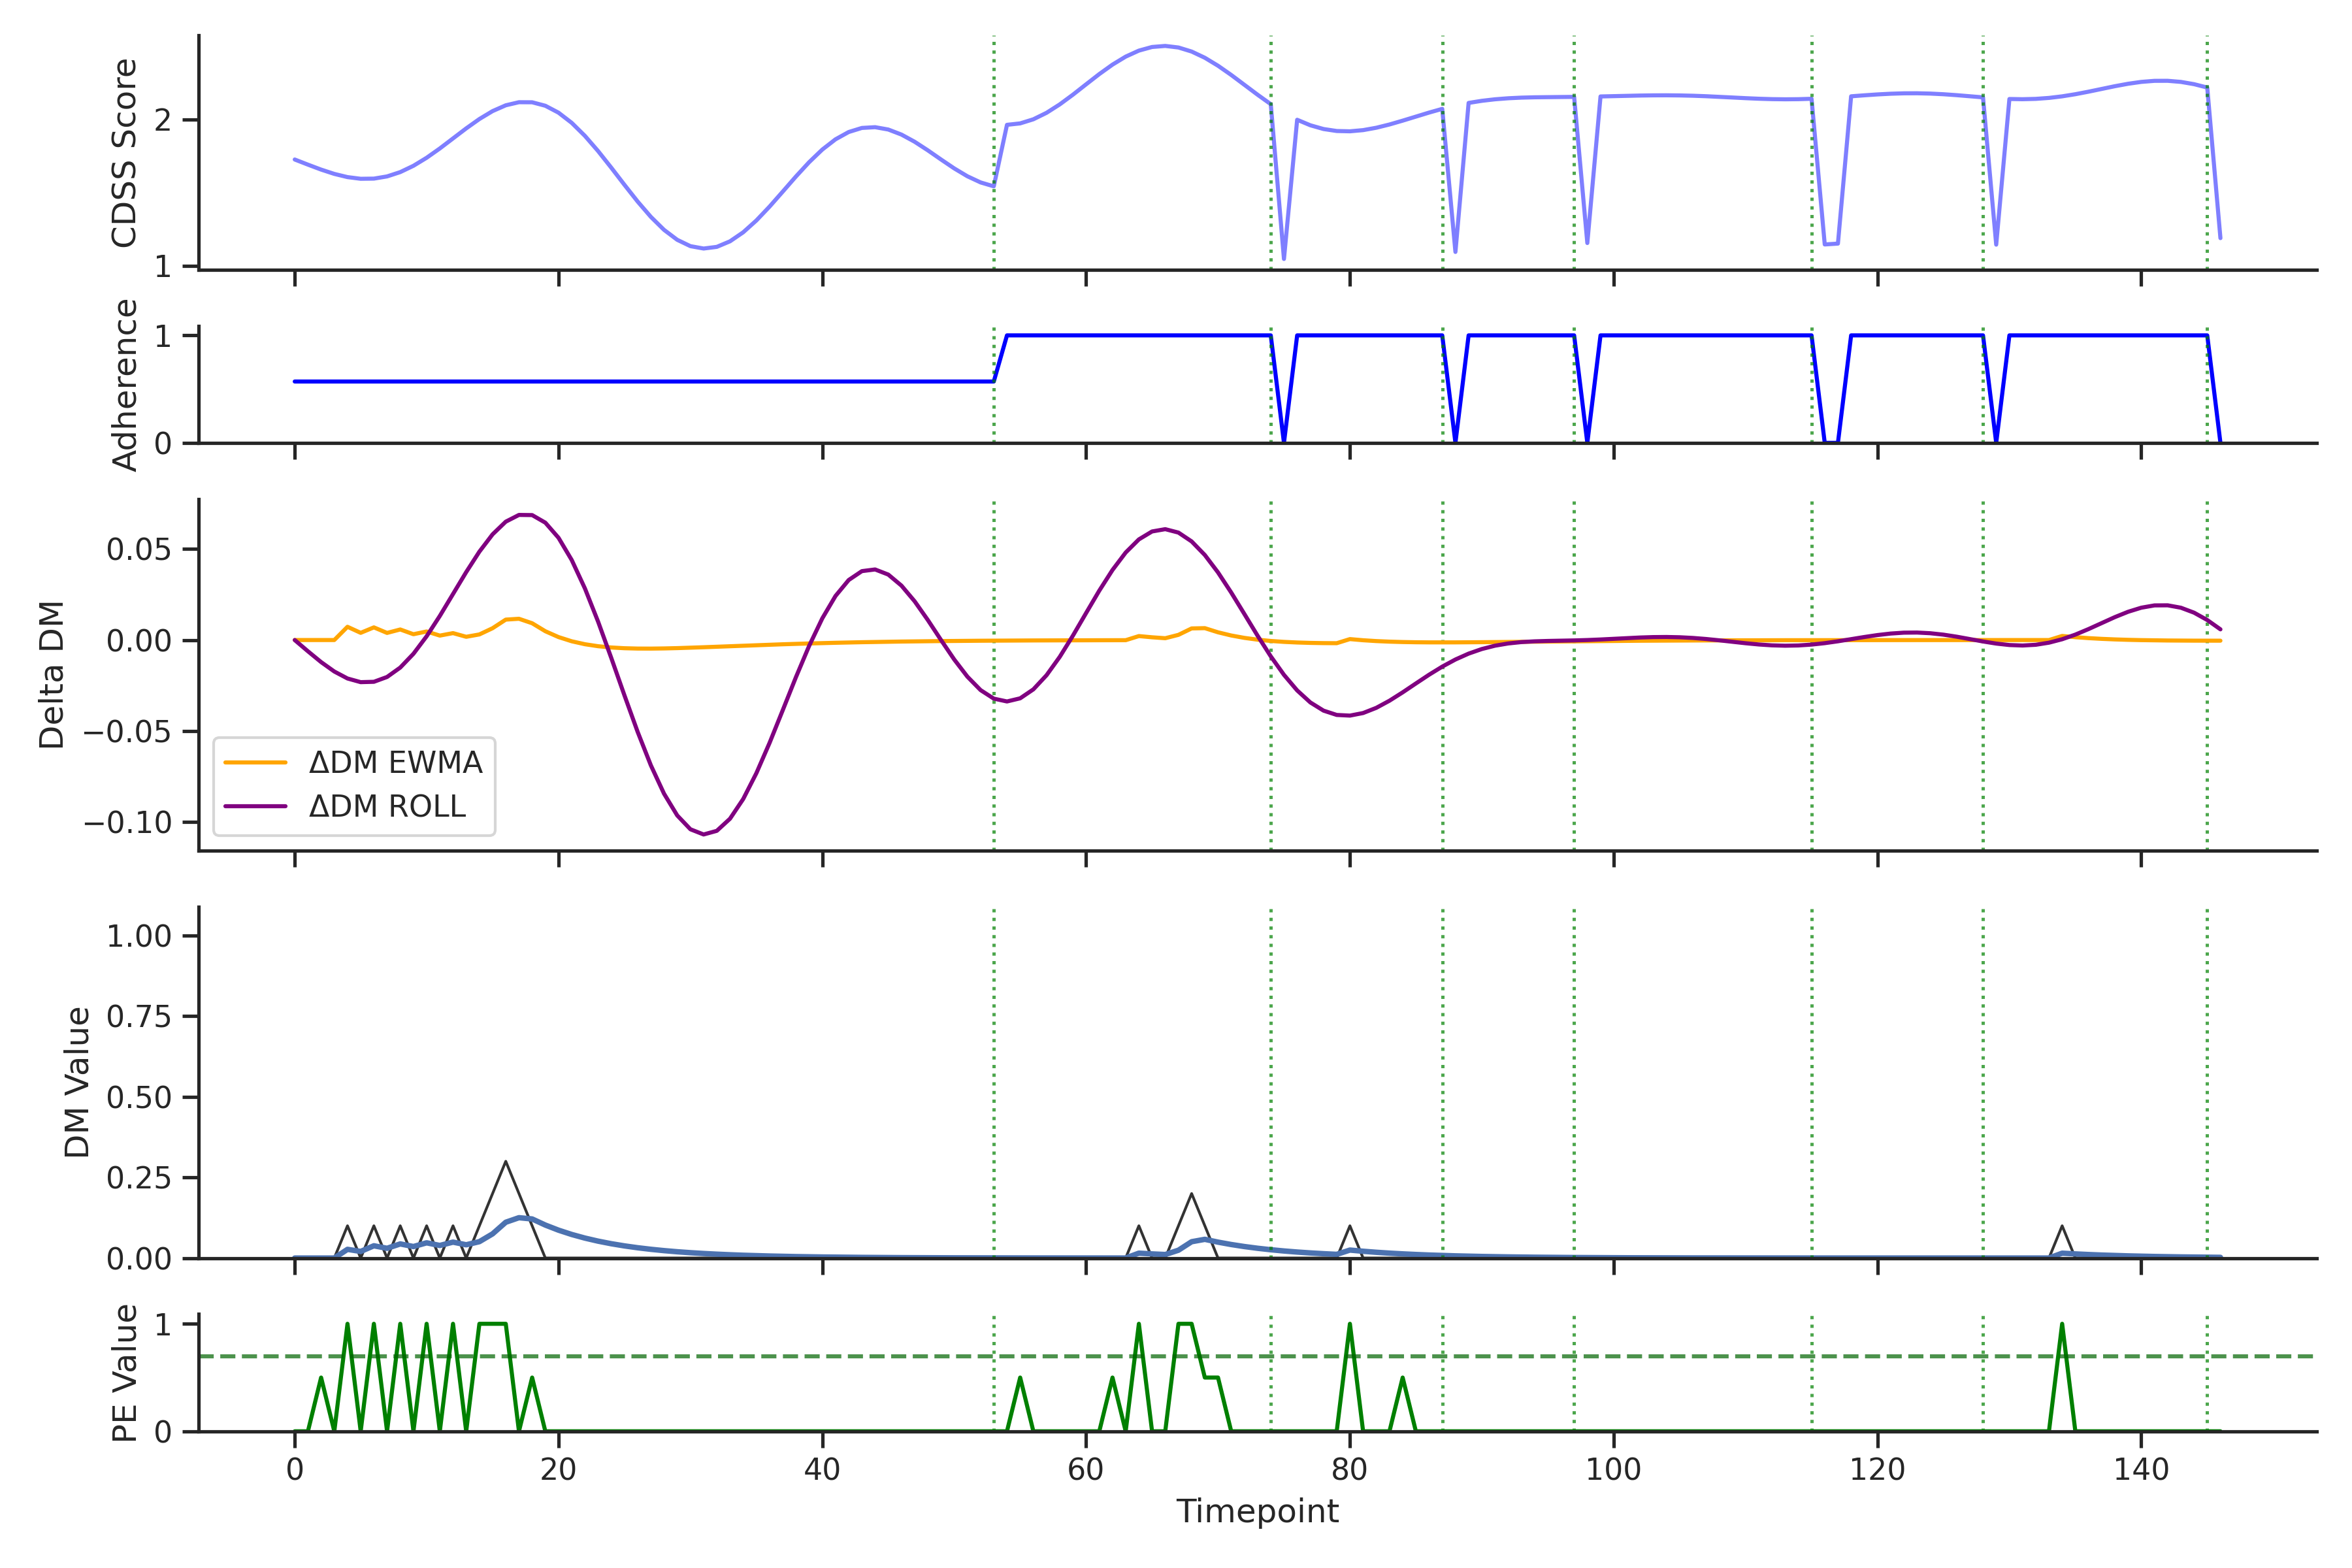 CDSS Score
2
1
Adherence
1
0
Delta DM
0.05
0.00
−0.05
−0.10
ΔDM EWMA
ΔDM ROLL
DM Value
1.00
0.75
0.50
0.25
0.00
PE Value
1
0
0 20 40 60 80 100 120 140
Timepoint